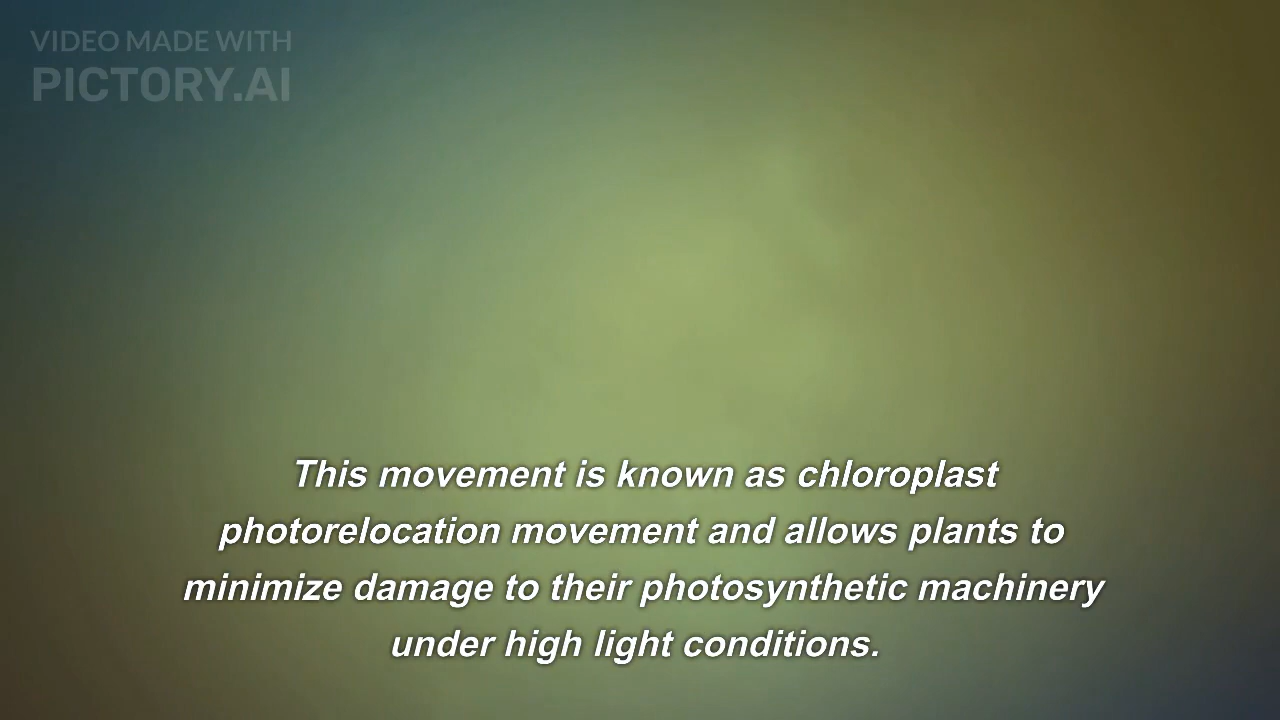 VIDEO MADE WITH
PICTORY.AI
This movement is known as chloroplast
photorelocation movement and allows plants to
minimize damage to their photosynthetic machinery
under high light conditions.